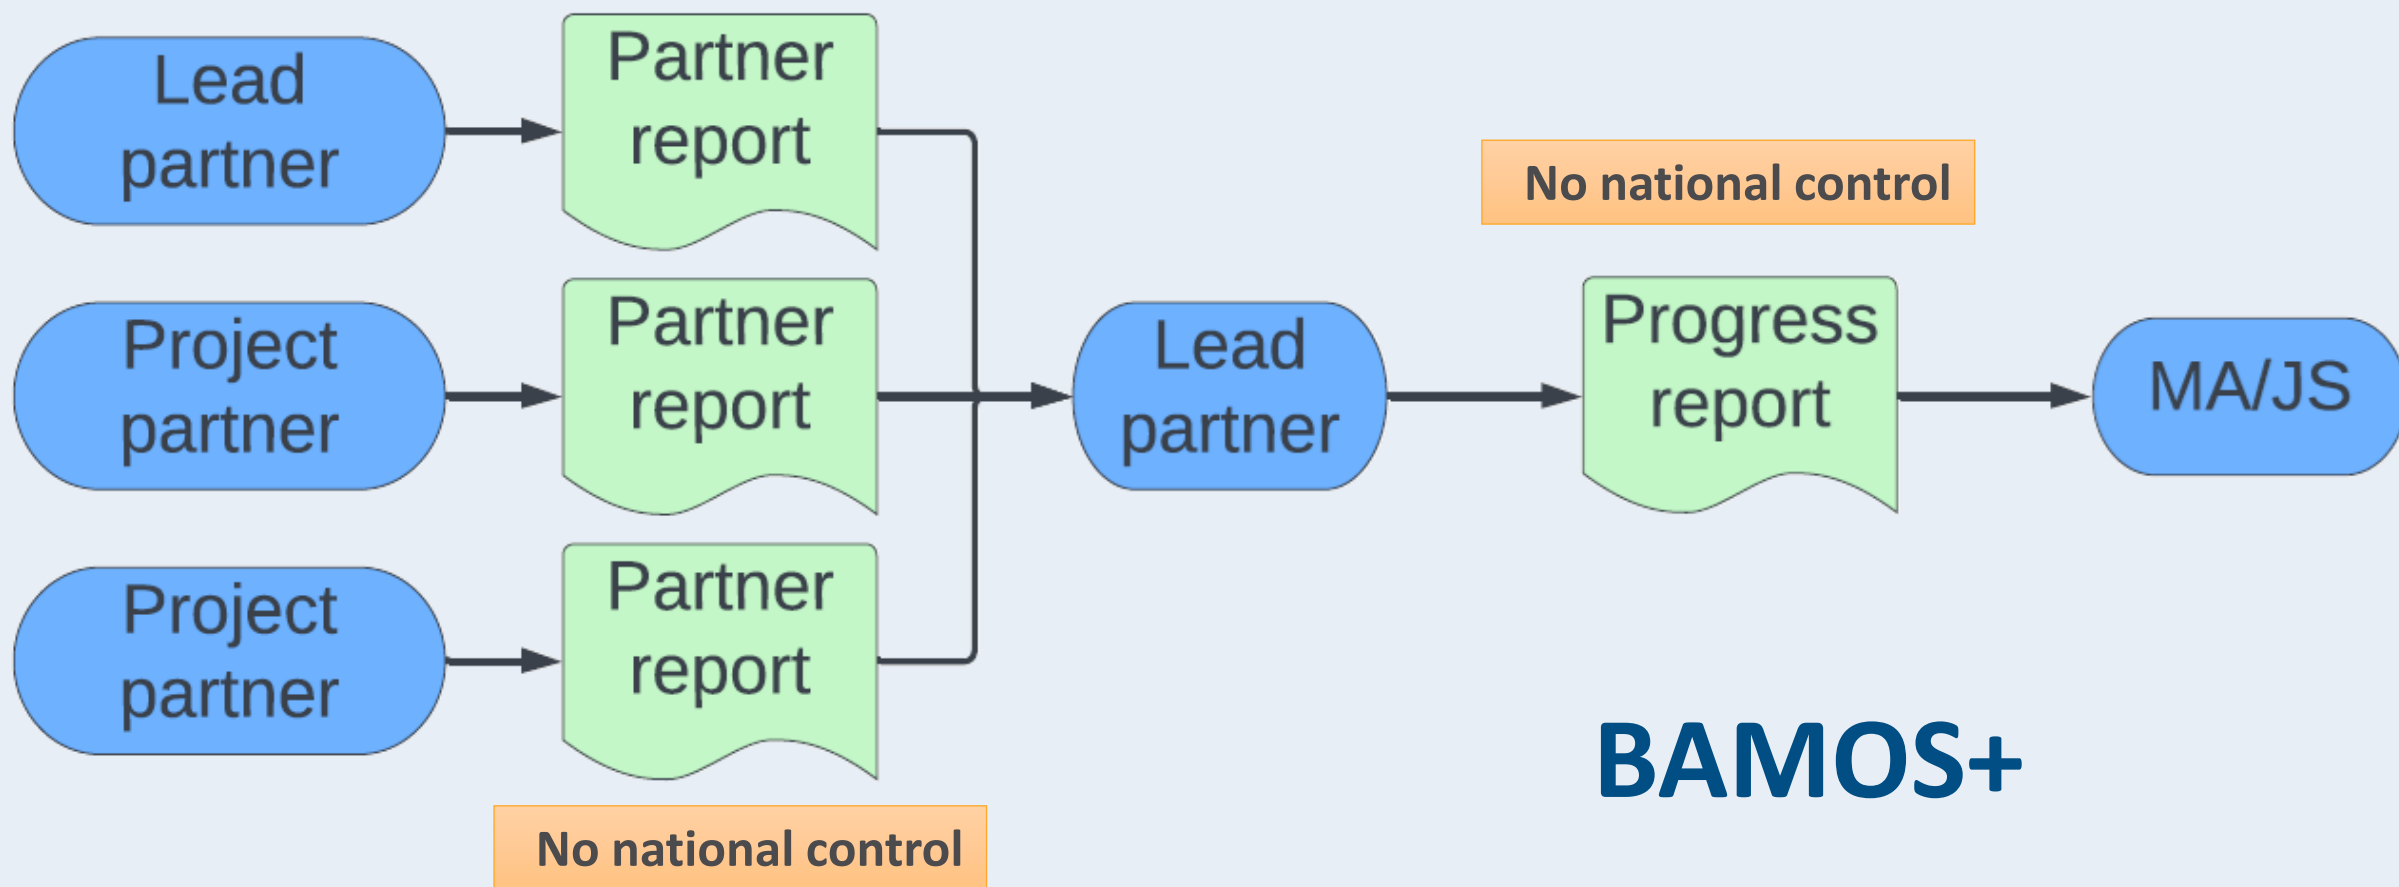 Lead
partner
Partner
report
No national control
Project
partner
Partner
report
Lead
partner
Progress
report
MA/JS
Project
partner
Partner
report
BAMOS+
No national control